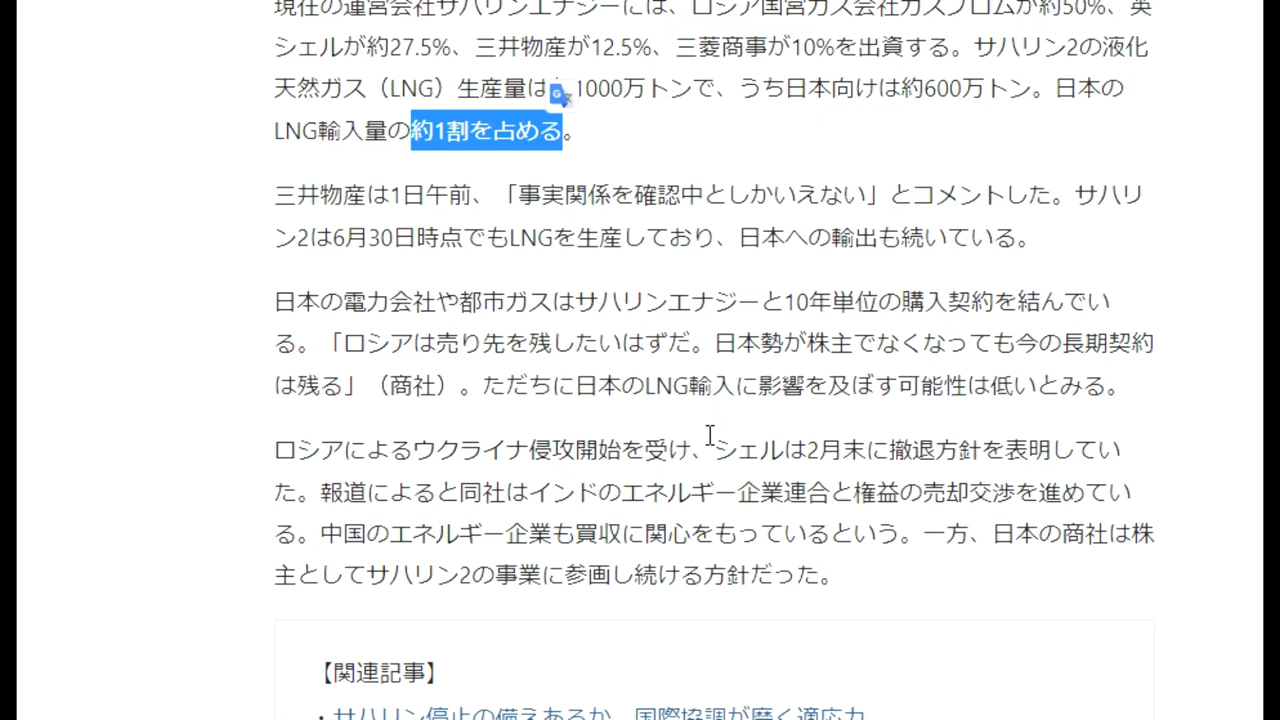 現在の運営会社サハリンエナジーには、ロシア国営ガス会社ガスプロムが約50%、英
シェルが約27.5%、三井物産が12.5%、三菱商事が10%を出資する。サハリン2の液化
天然ガス（LNG）生産量は 1000万トンで、うち日本向けは約600万トン。日本の
LNG輸入量の約1割を占める。
三井物産は1日午前、「事実関係を確認中としかいえない」とコメントした。サハリ
ン2は6月30日時点でもLNGを生産しており、日本への輸出も続いている。
日本の電力会社や都市ガスはサハリンエナジーと10年単位の購入契約を結んでい
る。「ロシアは売り先を残したいはずだ。日本勢が株主でなくなっても今の長期契約
は残る」（商社）。ただちに日本のLNG輸入に影響を及ぼす可能性は低いとみる。
ロシアによるウクライナ侵攻開始を受け、シェルは2月末に撤退方針を表明してい
た。報道によると同社はインドのエネルギー企業連合と権益の売却交渉を進めてい
る。中国のエネルギー企業も買収に関心をもっているという。一方、日本の商社は株
主としてサハリン2の事業に参画し続ける方針だった。
【関連記事】
・サハリン停止の備えあるか 国際協調が磨く適応力